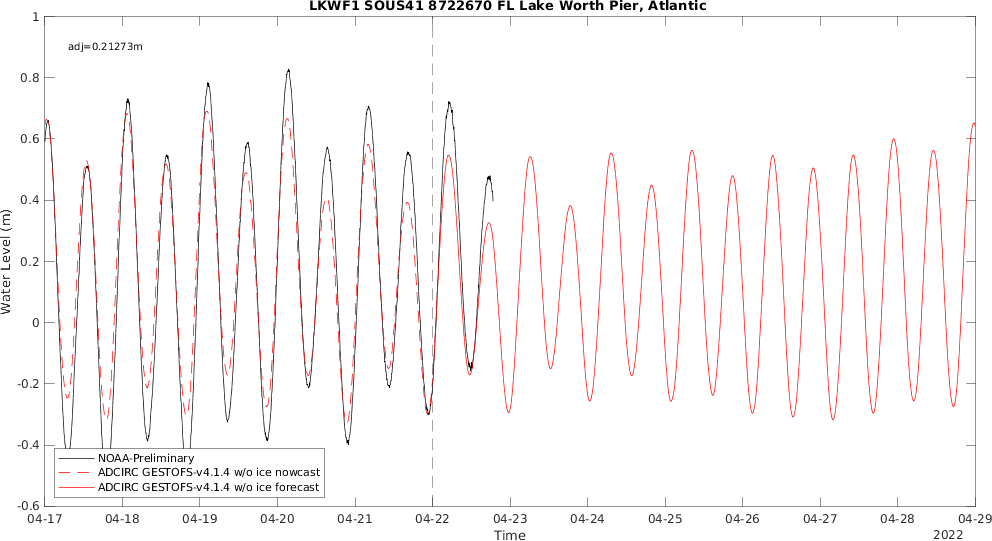 LKWF1 SOUS41 8722670 FL Lake Worth Pier, Atlantic
adj=0.21273m
1
0.8
0.6
0.4
0.2
0
-0.2
-0.4
-0.6
Water Level (m)
NOAA-Preliminary
ADCIRC GESTOFS-v4.1.4 w/o ice nowcast
ADCIRC GESTOFS-v4.1.4 w/o ice forecast
04-17 04-18 04-19 04-20 04-21 04-22 04-23 04-24 04-25 04-26 04-27 04-28 04-29
Time
2022